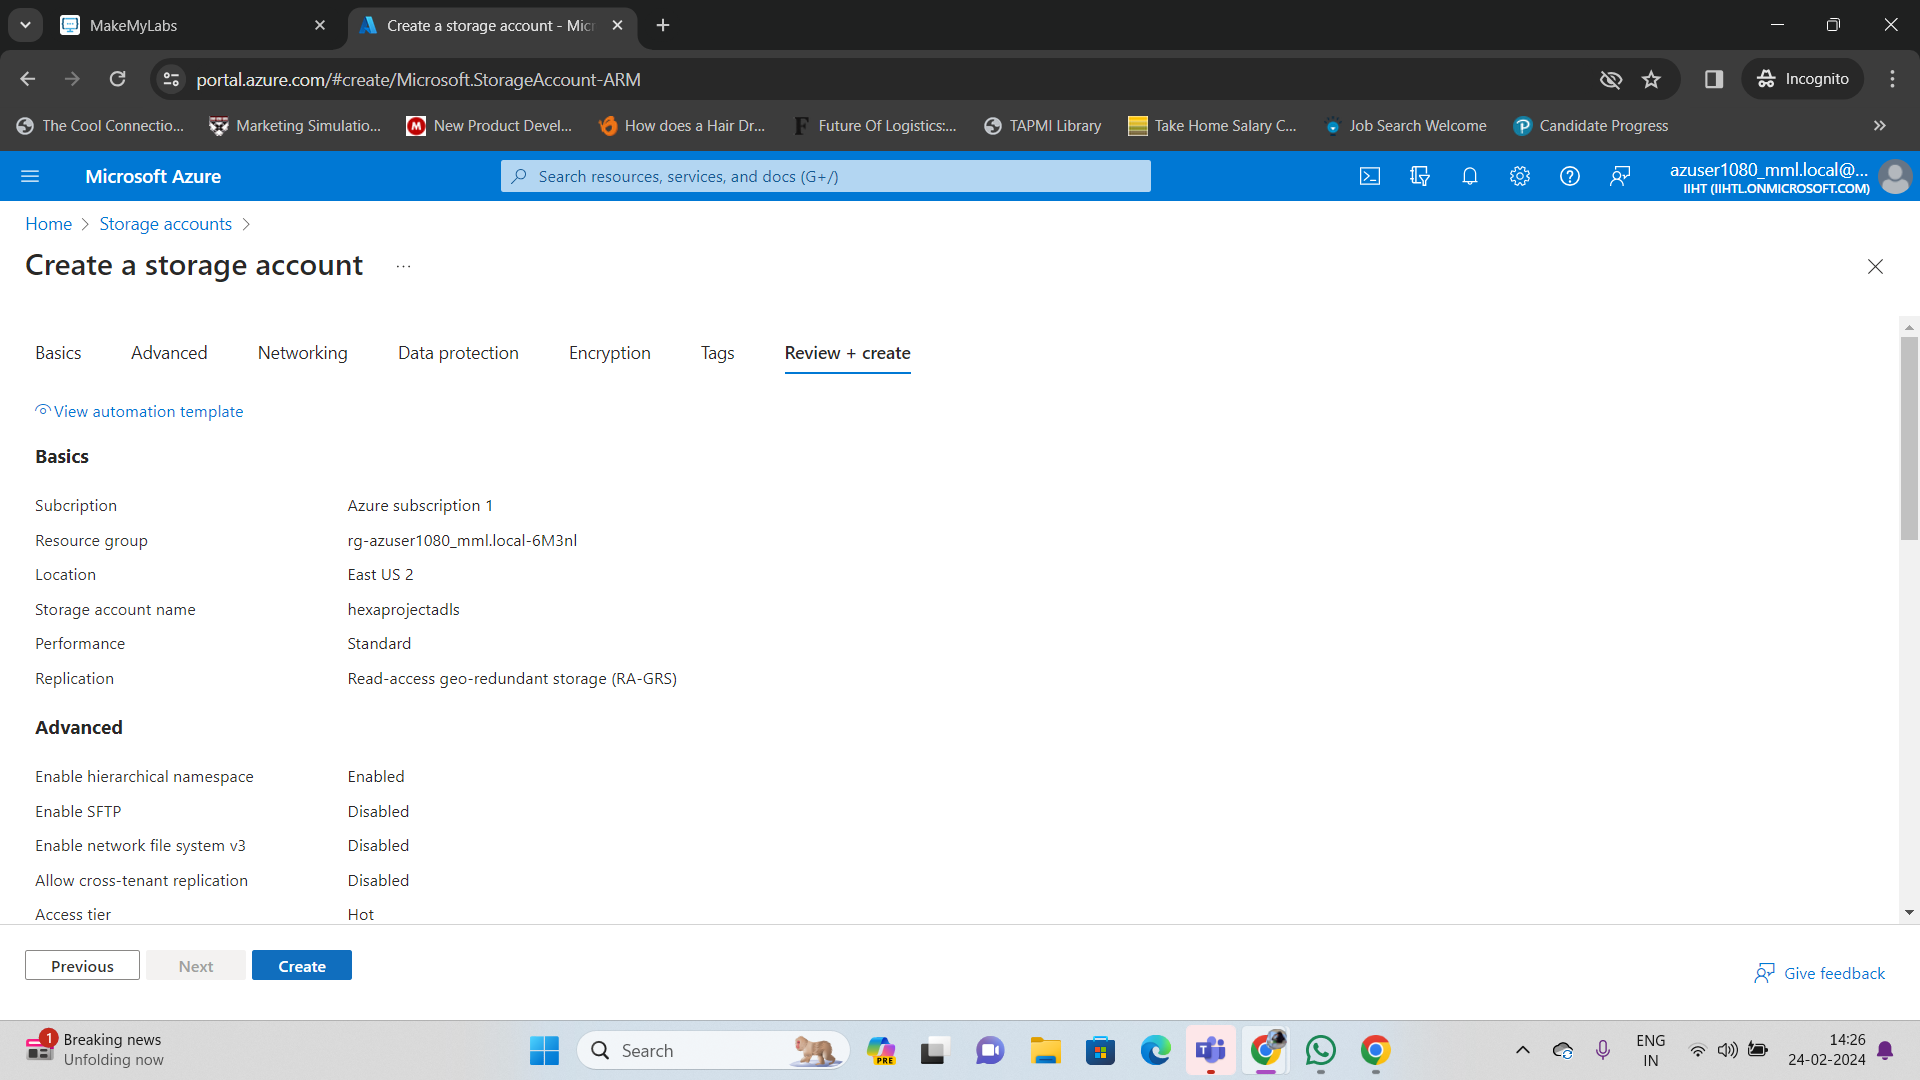 MakeMyLabs
Create a storage account - Mic
portal.azure.com/#create/Microsoft.StorageAccount-ARM
Incognito
The Cool Connectio...
Marketing Simulatio...
New Product Devel...
How does a Hair Dr...
Future Of Logistics:...
TAPMI Library
Take Home Salary C...
Job Search Welcome
Candidate Progress
Microsoft Azure
Search resources, services, and docs (G+/)
azuser1080_mml.local@...
IIHT (IIHTL.ONMICROSOFT.COM)
Home > Storage accounts >
Create a storage account ...
Basics Advanced Networking Data protection Encryption Tags Review + create
View automation template
Basics
Subcription Azure subscription 1
Resource group rg-azuser1080_mml.local-6M3nl
Location East US 2
Storage account name hexaprojectadls
Performance Standard
Replication Read-access geo-redundant storage (RA-GRS)
Advanced
Enable hierarchical namespace Enabled
Enable SFTP Disabled
Enable network file system v3 Disabled
Allow cross-tenant replication Disabled
Access tier Hot
Previous Next Create
Give feedback
1
Breaking news
Unfolding now
Search
PRE
ENG
IN
14:26
24-02-2024